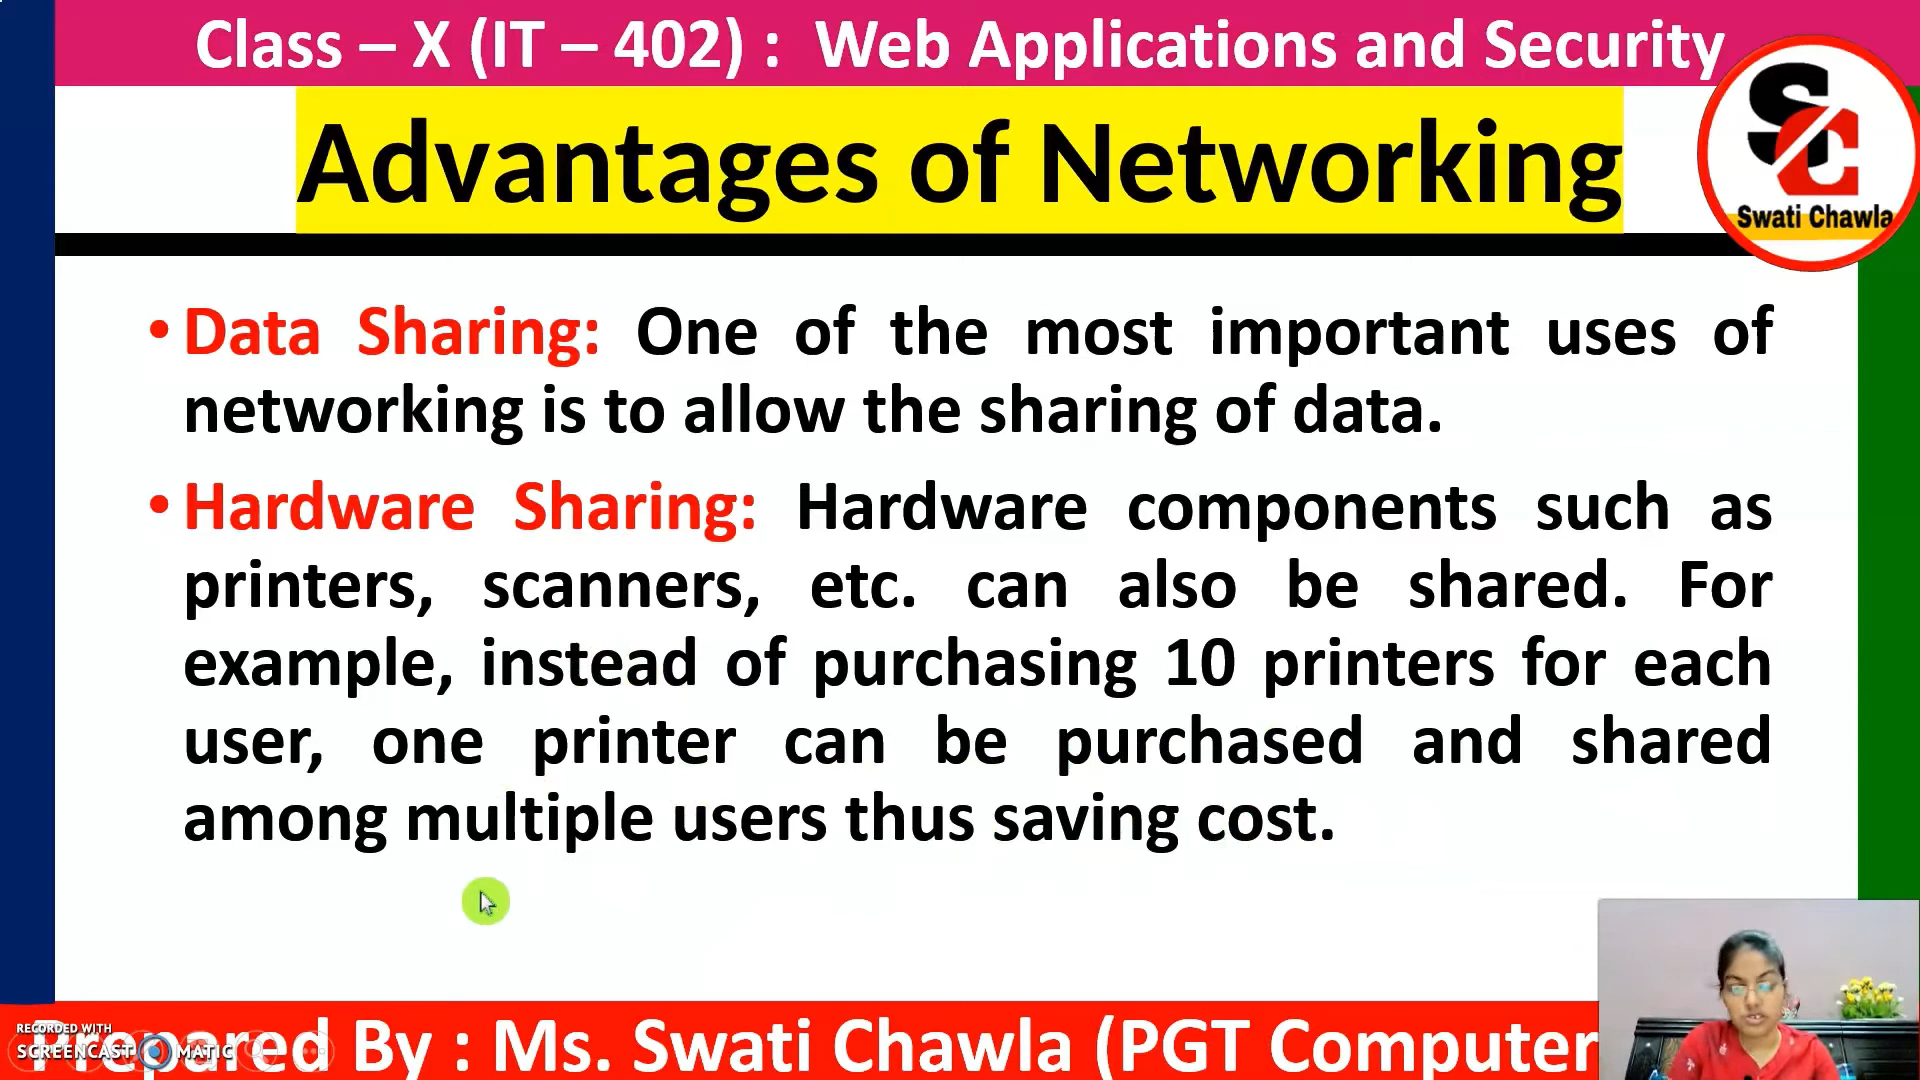 Class – X (IT – 402) : Web Applications and Security
Advantages of Networking
SC
Swati Chawla
• Data Sharing: One of the most important uses of
networking is to allow the sharing of data.
• Hardware Sharing: Hardware components such as
printers, scanners, etc. can also be shared. For
example, instead of purchasing 10 printers for each
user, one printer can be purchased and shared
among multiple users thus saving cost.
Prepared By : Ms. Swati Chawla (PGT Computer
RECORDED WITH
SCREENCAST MATIC